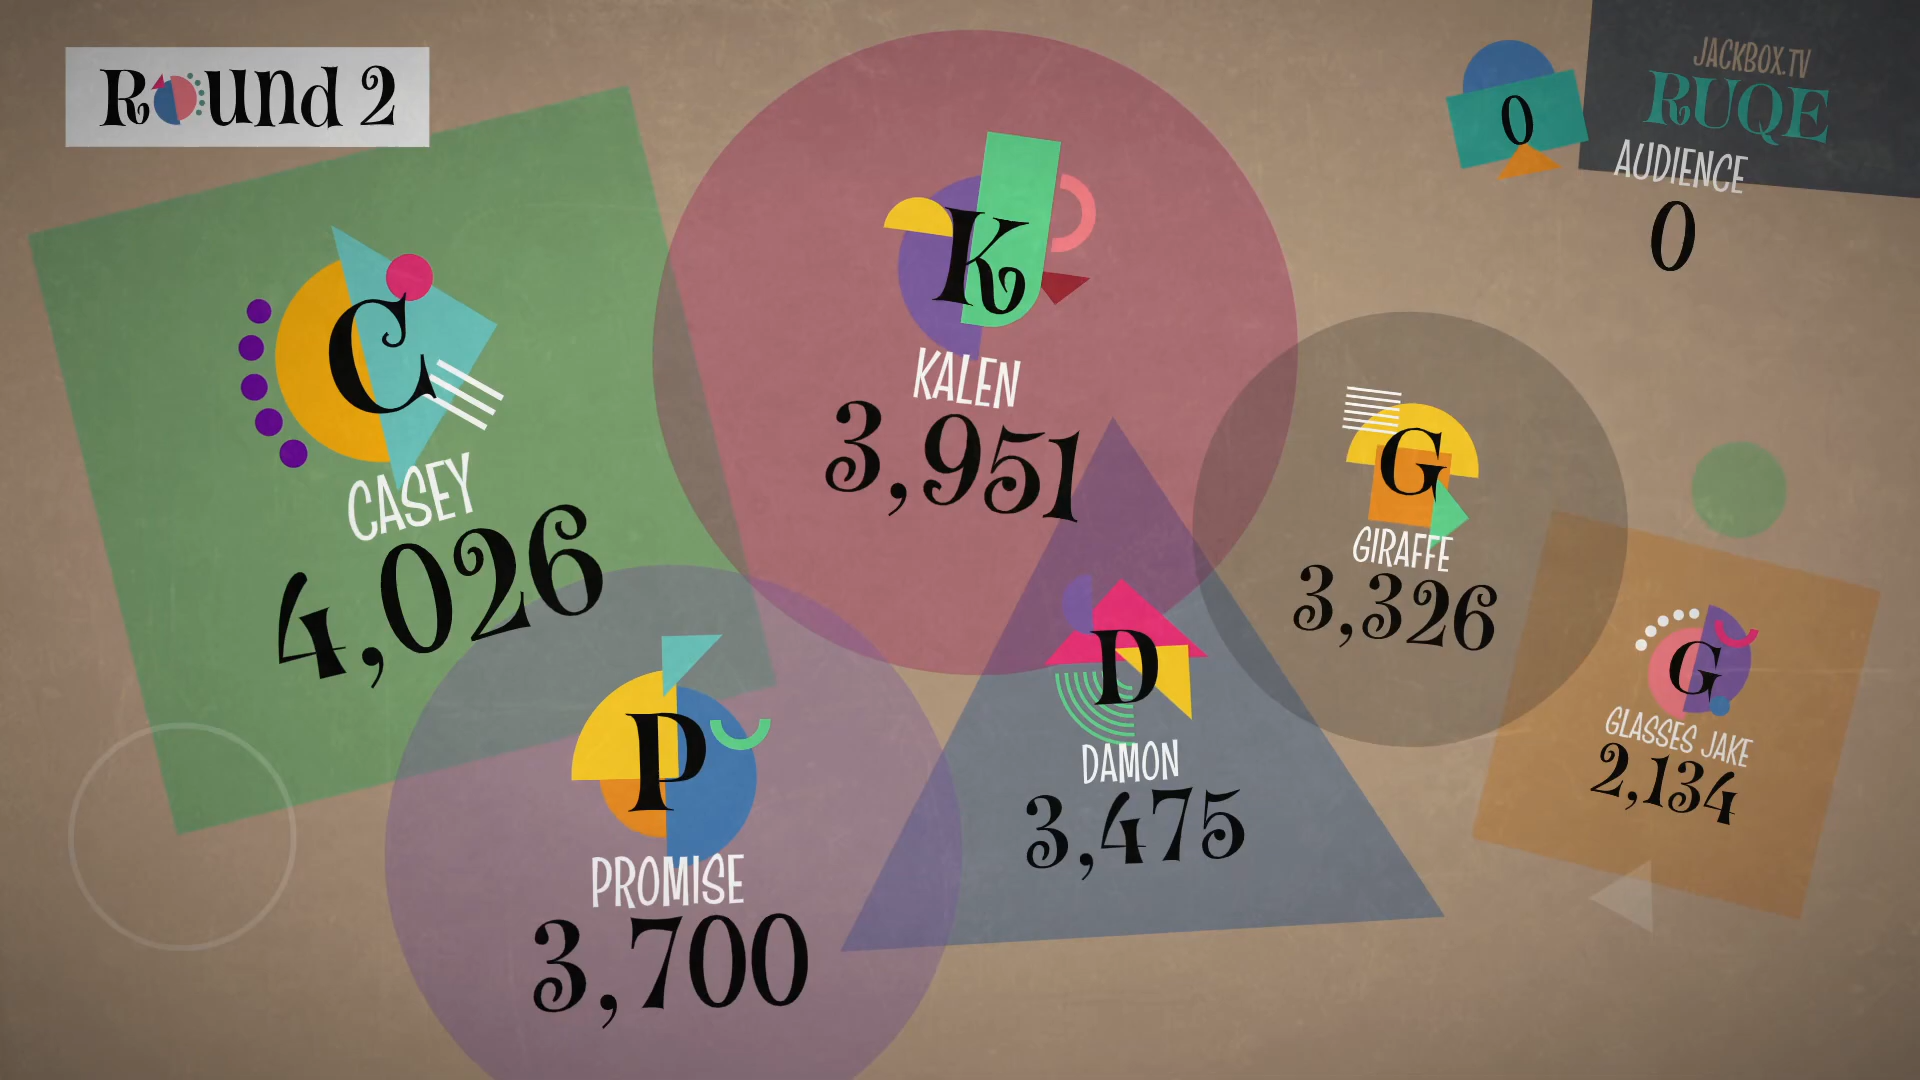 Round 2
JACKBOX.TV
RUQE
0
AUDIENCE
0
C
CASEY
4,026
K
KALEN
3,951
G
GIRAFFE
3,326
P
PROMISE
3,700
D
DAMON
3,475
G
GLASSES JAKE
2,134